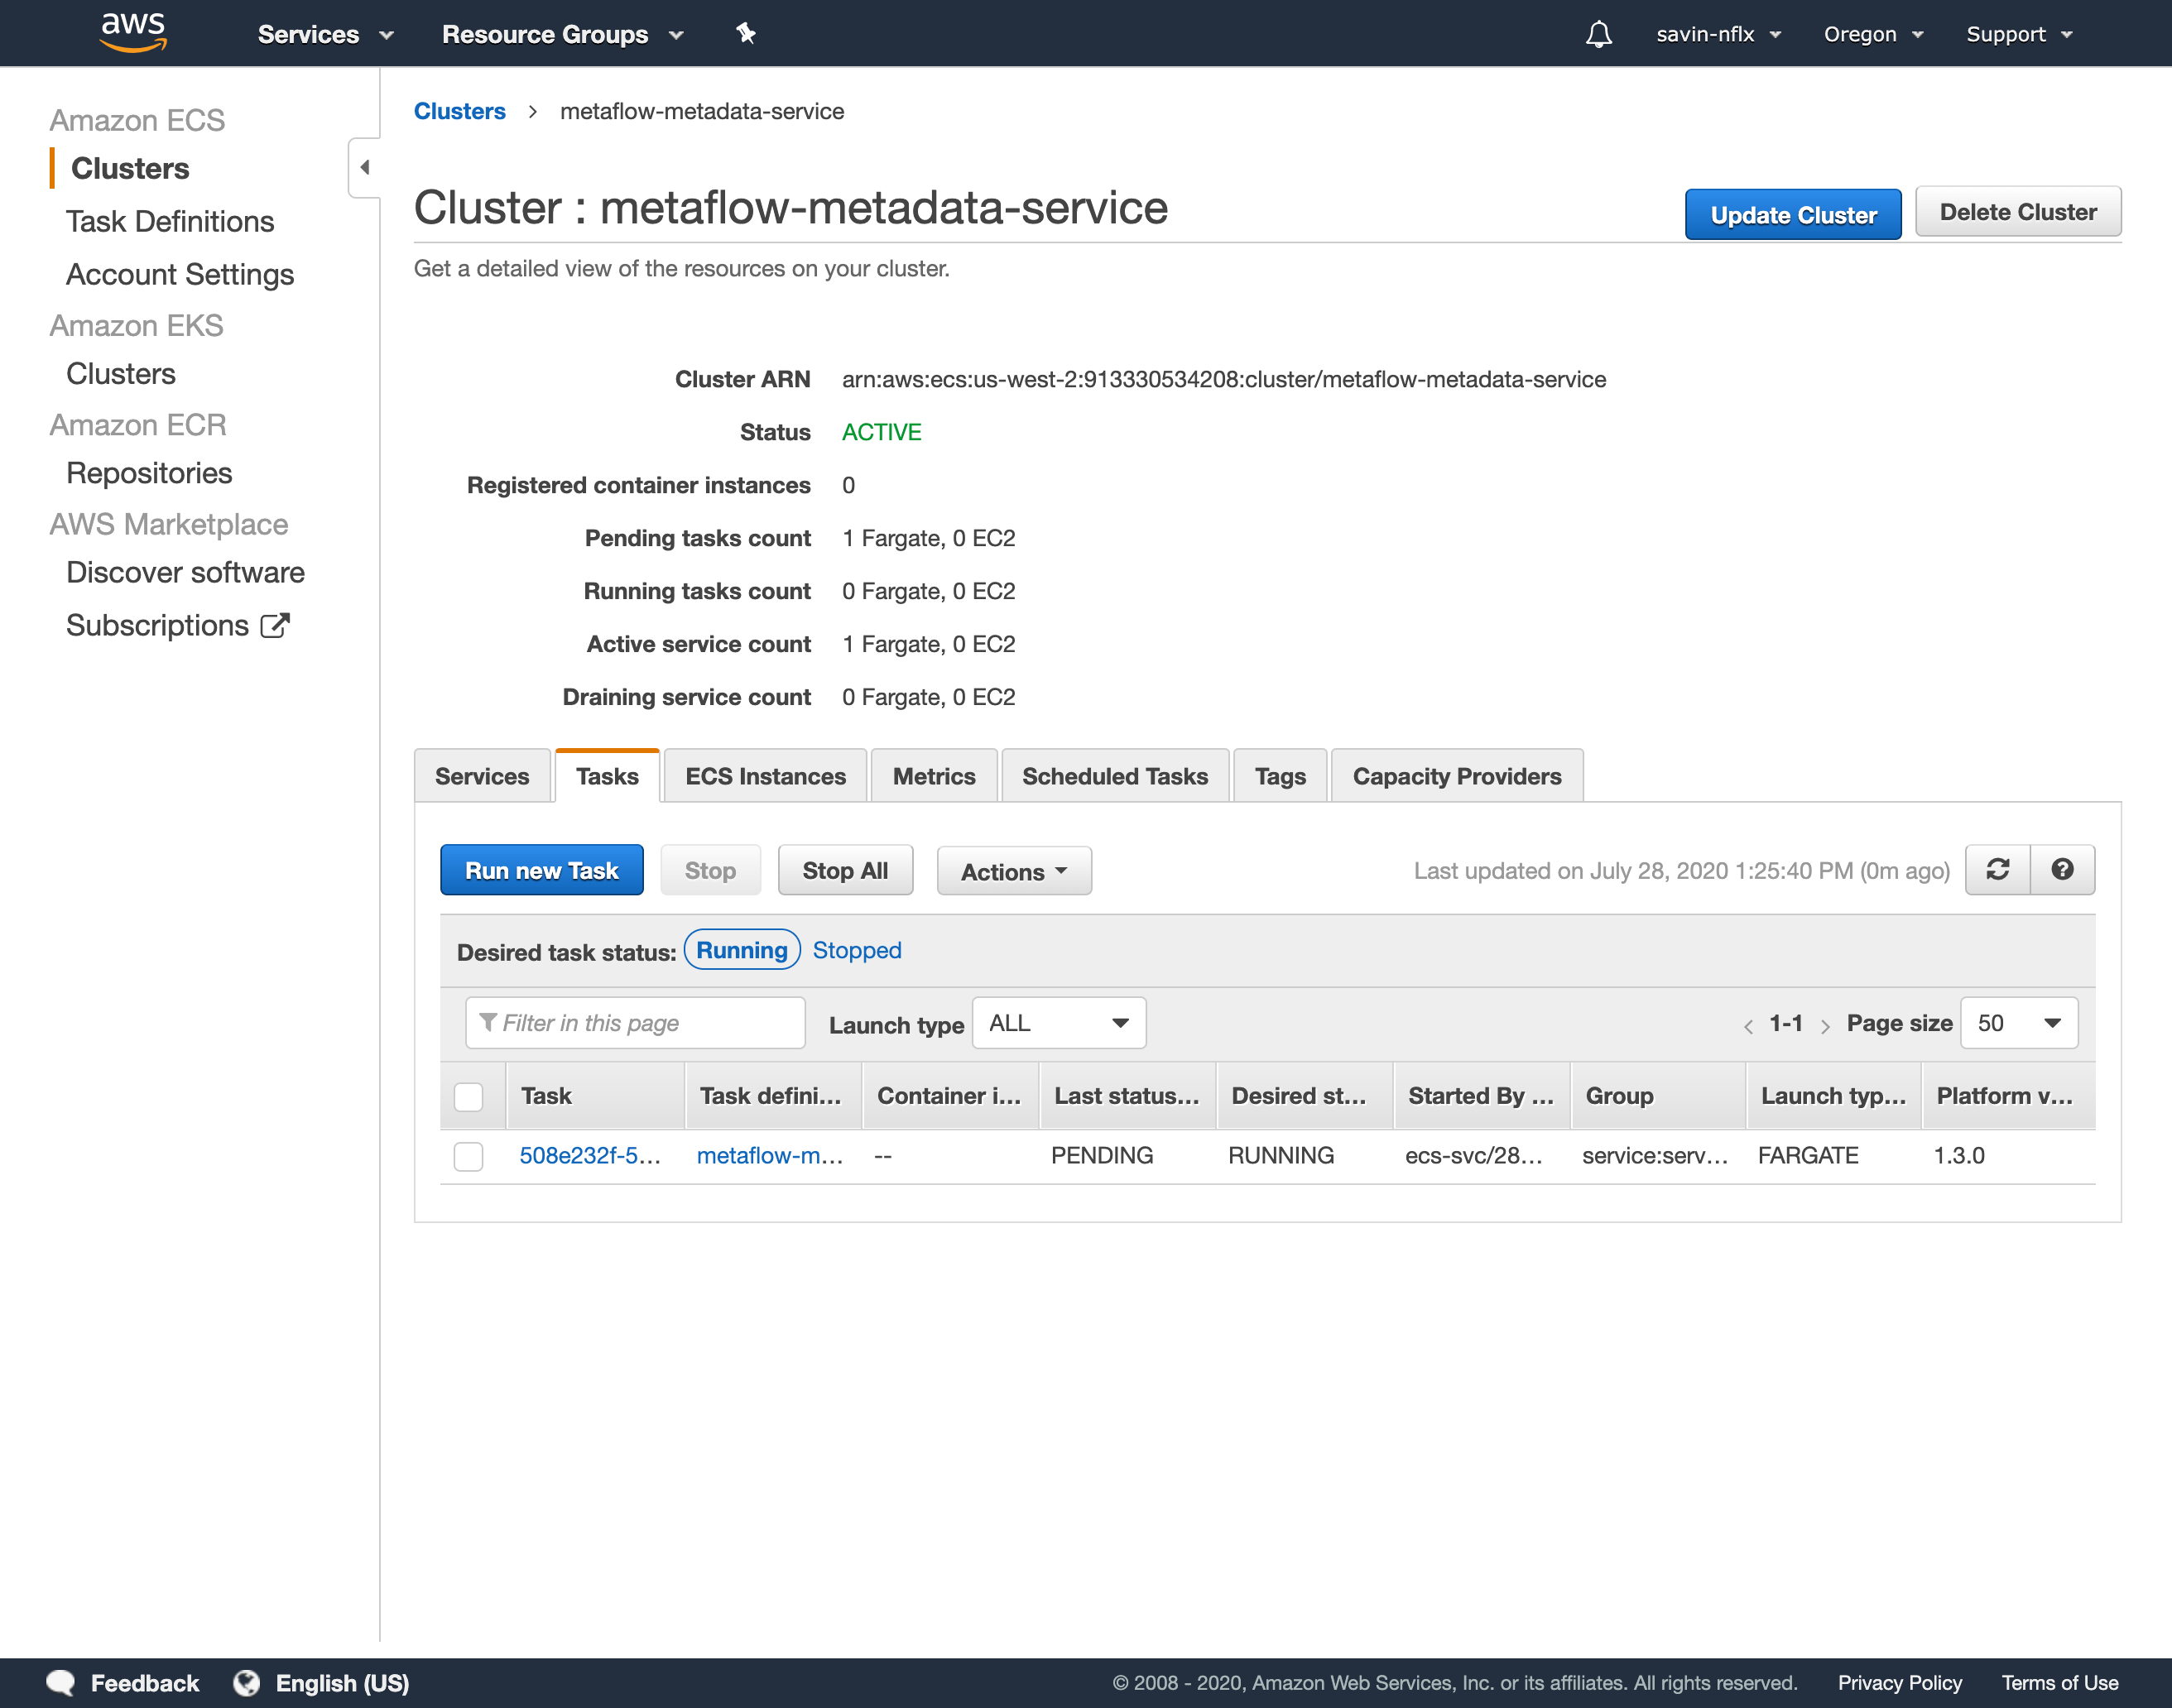 aws Services Resource Groups savin-nflx Oregon Support
Amazon ECS
Clusters
Task Definitions
Account Settings
Amazon EKS
Clusters
Amazon ECR
Repositories
AWS Marketplace
Discover software
Subscriptions
Clusters > metaflow-metadata-service
Cluster : metaflow-metadata-service
Update Cluster Delete Cluster
Get a detailed view of the resources on your cluster.
Cluster ARN arn:aws:ecs:us-west-2:913330534208:cluster/metaflow-metadata-service
Status ACTIVE
Registered container instances 0
Pending tasks count 1 Fargate, 0 EC2
Running tasks count 0 Fargate, 0 EC2
Active service count 1 Fargate, 0 EC2
Draining service count 0 Fargate, 0 EC2
Services Tasks ECS Instances Metrics Scheduled Tasks Tags Capacity Providers
Run new Task Stop Stop All Actions Last updated on July 28, 2020 1:25:40 PM (0m ago)
Desired task status: Running Stopped
Filter in this page Launch type ALL < 1-1 > Page size 50
Task Task defini... Container i... Last status... Desired st... Started By ... Group Launch typ... Platform v...
508e232f-5... metaflow-m... -- PENDING RUNNING ecs-svc/28... service:serv... FARGATE 1.3.0
Feedback English (US) © 2008 - 2020, Amazon Web Services, Inc. or its affiliates. All rights reserved. Privacy Policy Terms of Use